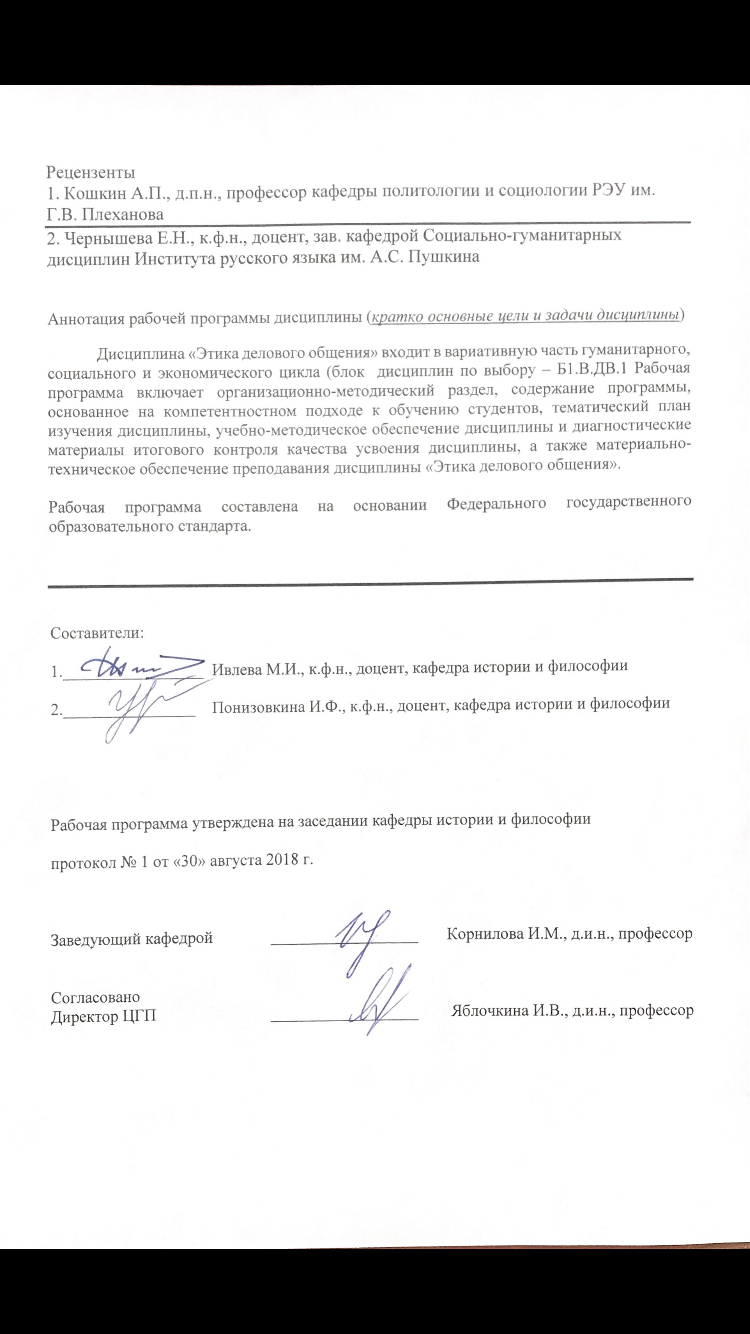 Рецензенты
1. Кошкин А.П., д.п.н., профессор кафедры политологии и социологии РЭУ им.
Г.В. Плеханова
2. Чернышева Е.Н., к.ф.н., доцент, зав. кафедрой Социально-гуманитарных
дисциплин Института русского языка им. А.С. Пушкина
Аннотация рабочей программы дисциплины (кратко основные цели и задачи дисциплины)
Дисциплина «Этика делового общения» входит в вариативную часть гуманитарного,
социального и экономического цикла (блок дисциплин по выбору – Б1.В.ДВ.1 Рабочая
программа включает организационно-методический раздел, содержание программы,
основанное на компетентностном подходе к обучению студентов, тематический план
изучения дисциплины, учебно-методическое обеспечение дисциплины и диагностические
материалы итогового контроля качества усвоения дисциплины, а также материально-
техническое обеспечение преподавания дисциплины «Этика делового общения».
Рабочая программа составлена на основании Федерального государственного
образовательного стандарта.
Составители:
1. Ивлева М.И., к.ф.н., доцент, кафедра истории и философии
2. Понизовкина И.Ф., к.ф.н., доцент, кафедра истории и философии
Рабочая программа утверждена на заседании кафедры истории и философии
протокол № 1 от «30» августа 2018 г.
Заведующий кафедрой Корнилова И.М., д.и.н., профессор
Согласовано
Директор ЦГП Яблочкина И.В., д.и.н., профессор